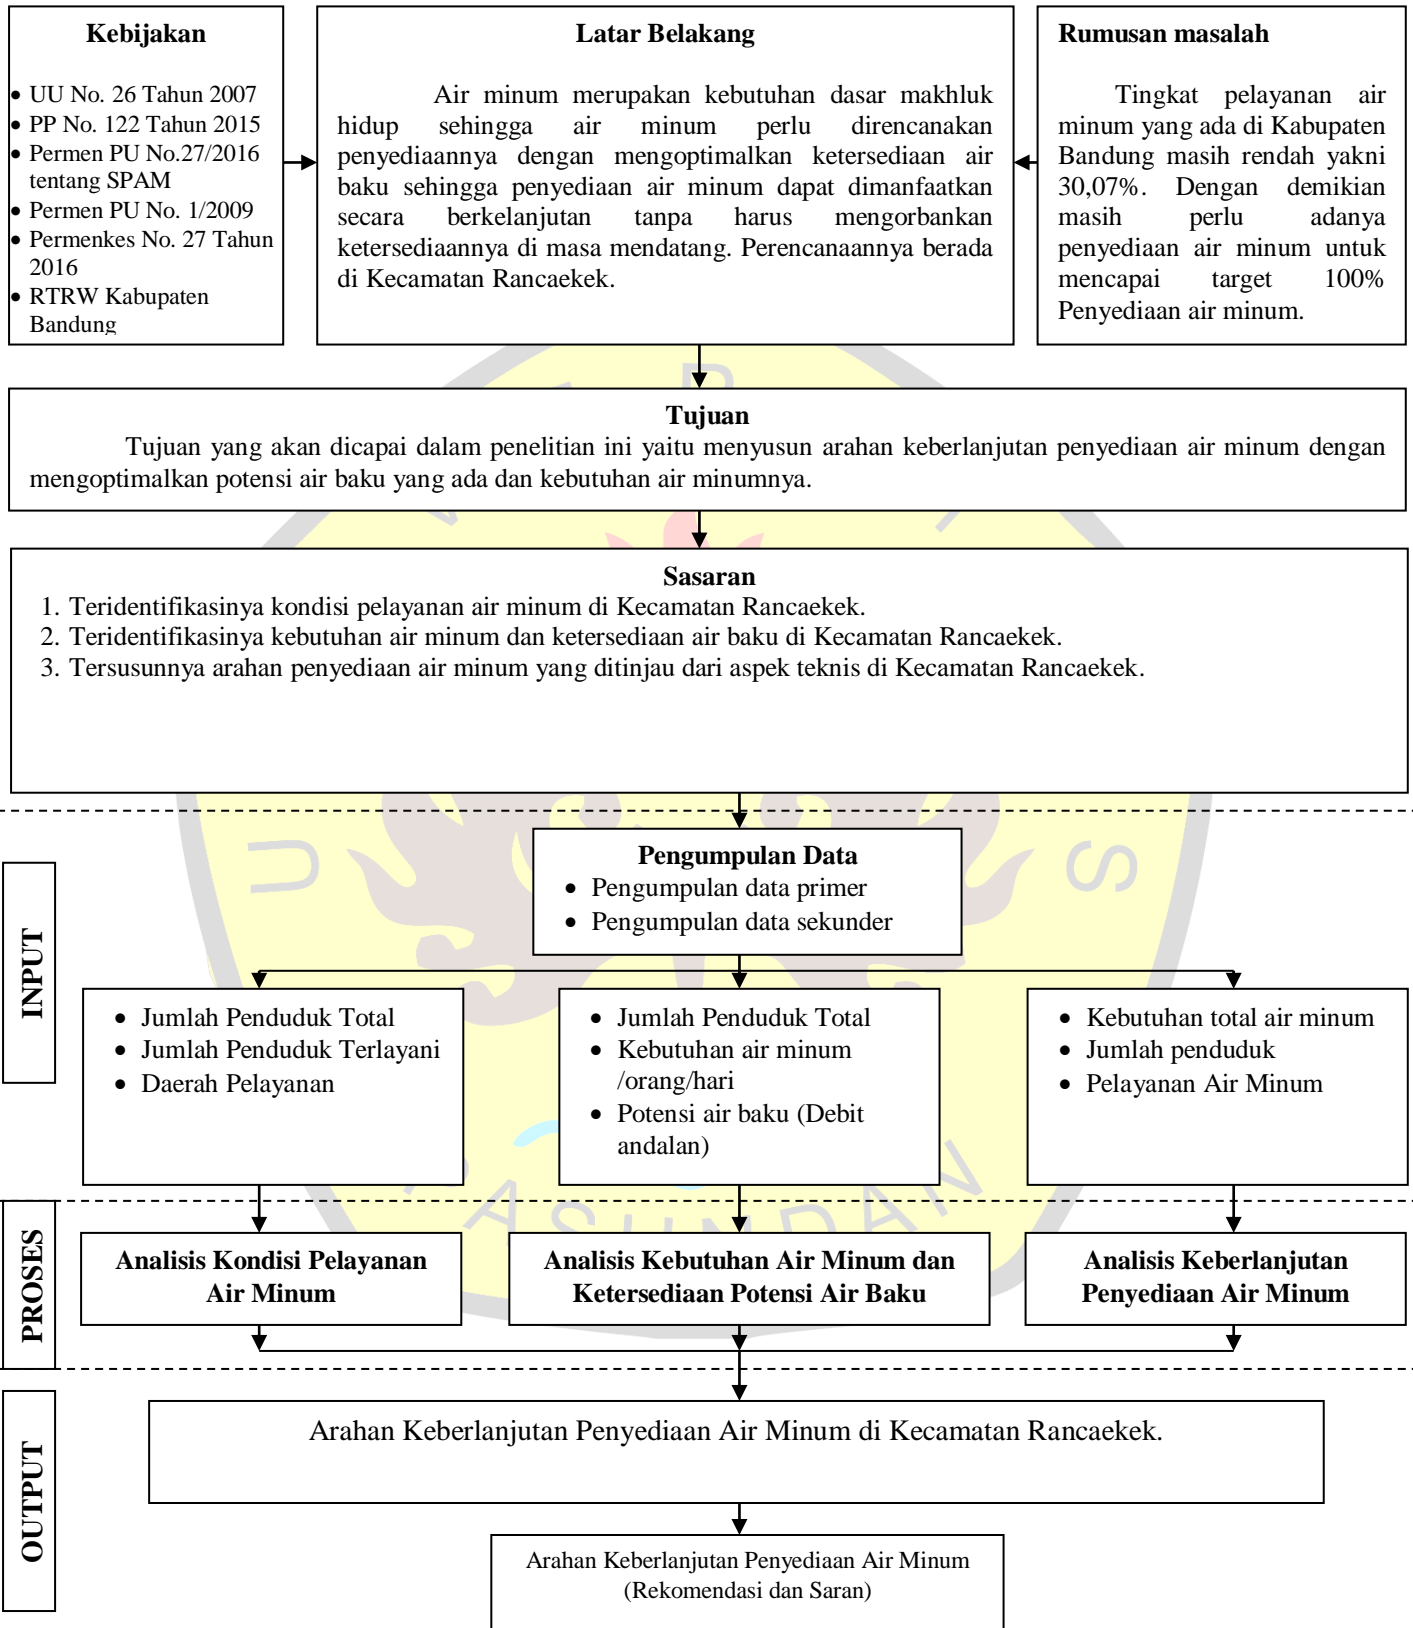 Kebijakan
• UU No. 26 Tahun 2007
• PP No. 122 Tahun 2015
• Permen PU No.27/2016
tentang SPAM
• Permen PU No. 1/2009
• Permenkes No. 27 Tahun
2016
• RTRW Kabupaten
Bandung
Latar Belakang
Air minum merupakan kebutuhan dasar makhluk
hidup sehingga air minum perlu direncanakan
penyediaannya dengan mengoptimalkan ketersediaan air
baku sehingga penyediaan air minum dapat dimanfaatkan
secara berkelanjutan tanpa harus mengorbankan
ketersediaannya di masa mendatang. Perencanaannya berada
di Kecamatan Rancaekek.
Rumusan masalah
Tingkat pelayanan air
minum yang ada di Kabupaten
Bandung masih rendah yakni
30,07%. Dengan demikian
masih perlu adanya
penyediaan air minum untuk
mencapai target 100%
Penyediaan air minum.
Tujuan
Tujuan yang akan dicapai dalam penelitian ini yaitu menyusun arahan keberlanjutan penyediaan air minum dengan
mengoptimalkan potensi air baku yang ada dan kebutuhan air minumnya.
Sasaran
1. Teridentifikasinya kondisi pelayanan air minum di Kecamatan Rancaekek.
2. Teridentifikasinya kebutuhan air minum dan ketersediaan air baku di Kecamatan Rancaekek.
3. Tersusunnya arahan penyediaan air minum yang ditinjau dari aspek teknis di Kecamatan Rancaekek.
INPUT
Pengumpulan Data
• Pengumpulan data primer
• Pengumpulan data sekunder
• Jumlah Penduduk Total
• Jumlah Penduduk Terlayani
• Daerah Pelayanan
• Jumlah Penduduk Total
• Kebutuhan air minum
/orang/hari
• Potensi air baku (Debit
andalan)
• Kebutuhan total air minum
• Jumlah penduduk
• Pelayanan Air Minum
PROSES
Analisis Kondisi Pelayanan
Air Minum
Analisis Kebutuhan Air Minum dan
Ketersediaan Potensi Air Baku
Analisis Keberlanjutan
Penyediaan Air Minum
OUTPUT
Arahan Keberlanjutan Penyediaan Air Minum di Kecamatan Rancaekek.
Arahan Keberlanjutan Penyediaan Air Minum
(Rekomendasi dan Saran)
PASUNDAN